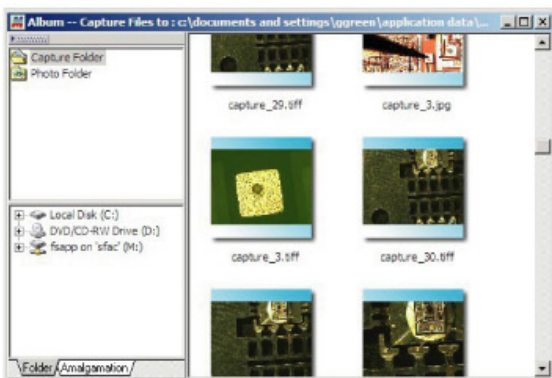 Album -- Capture Files to : c:\documents and settings\ggreen\application data\...
Capture Folder
Photo Folder
Local Disk (C:)
DVD/CD-RW Drive (D:)
fsapp on 'sfac' (M:)
Folder
Amalgamation
capture_29.tiff
capture_3.jpg
capture_3.tiff
capture_30.tiff